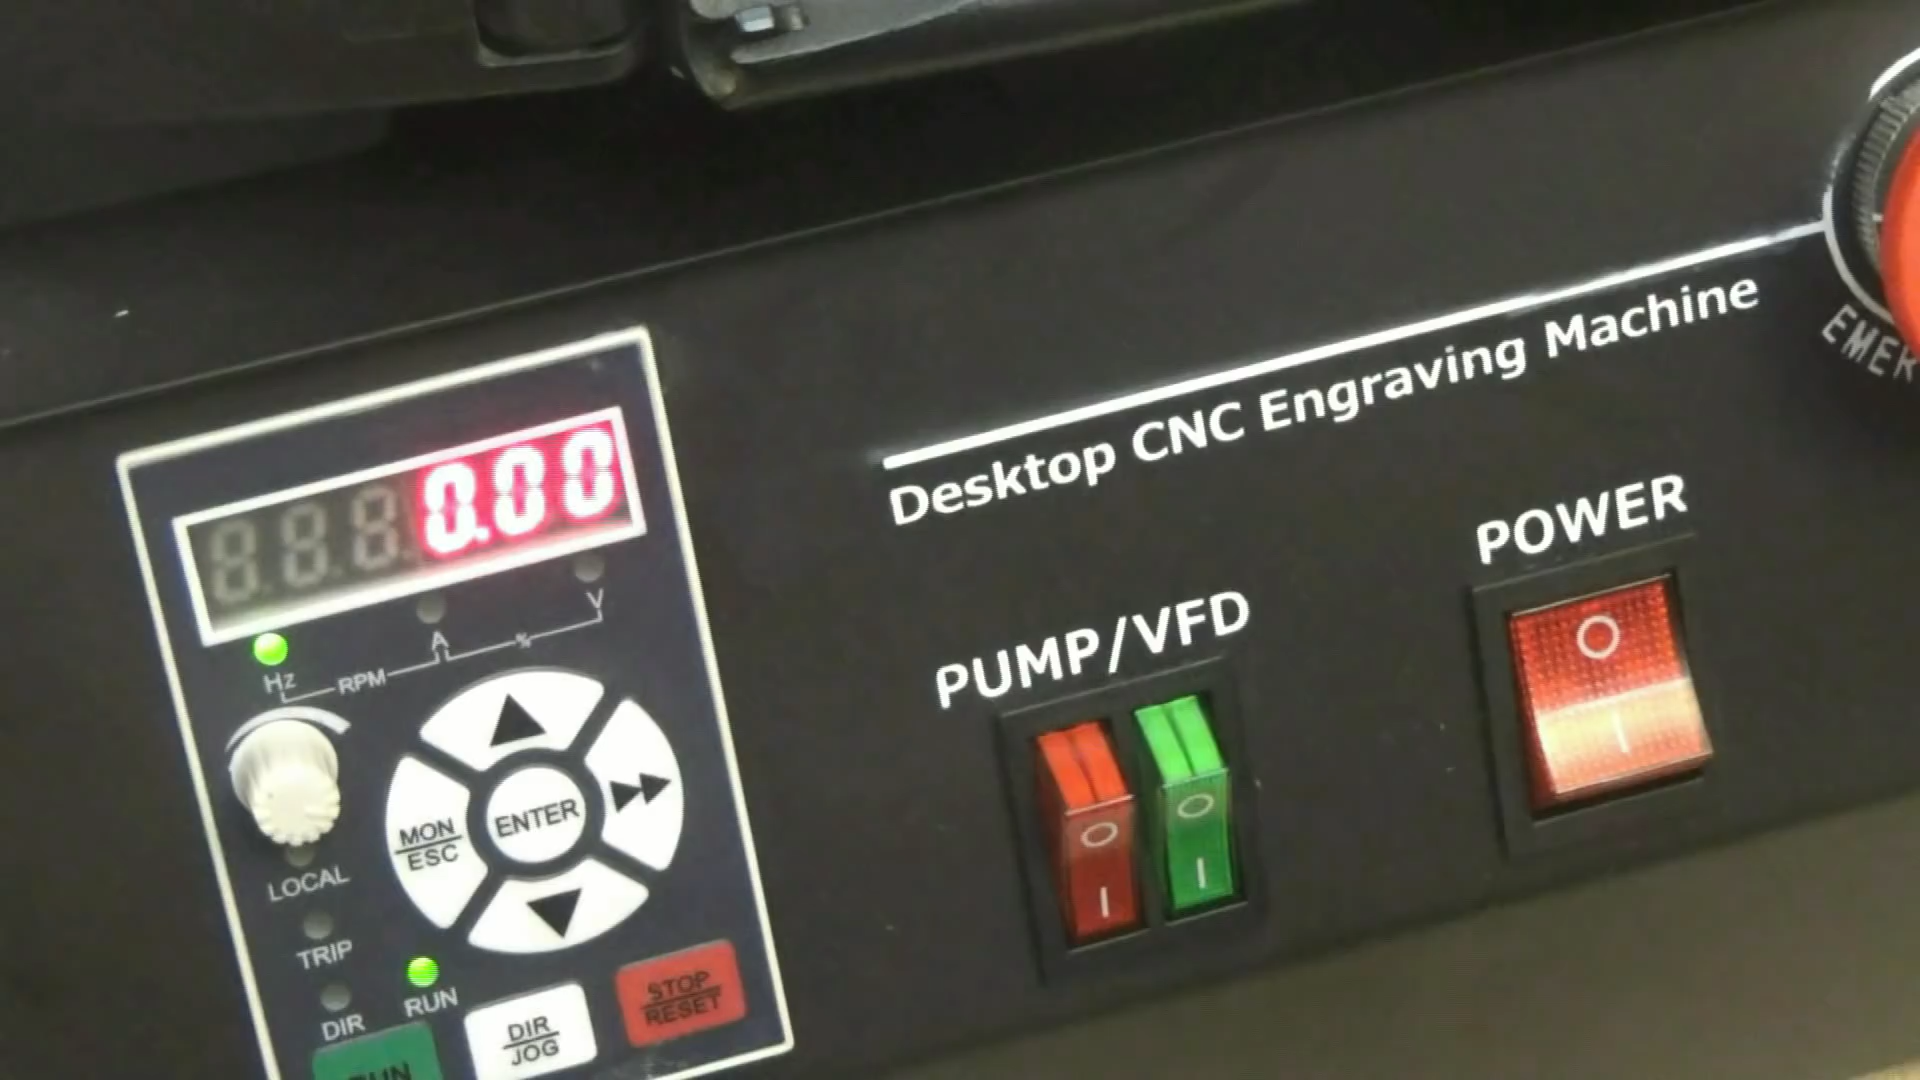 0.00
Hz
RPM
A
%
V
MON
ESC
ENTER
LOCAL
TRIP
DIR
RUN
RUN
DIR
JOG
STOP
RESET
Desktop CNC Engraving Machine
PUMP/VFD
POWER
EMER